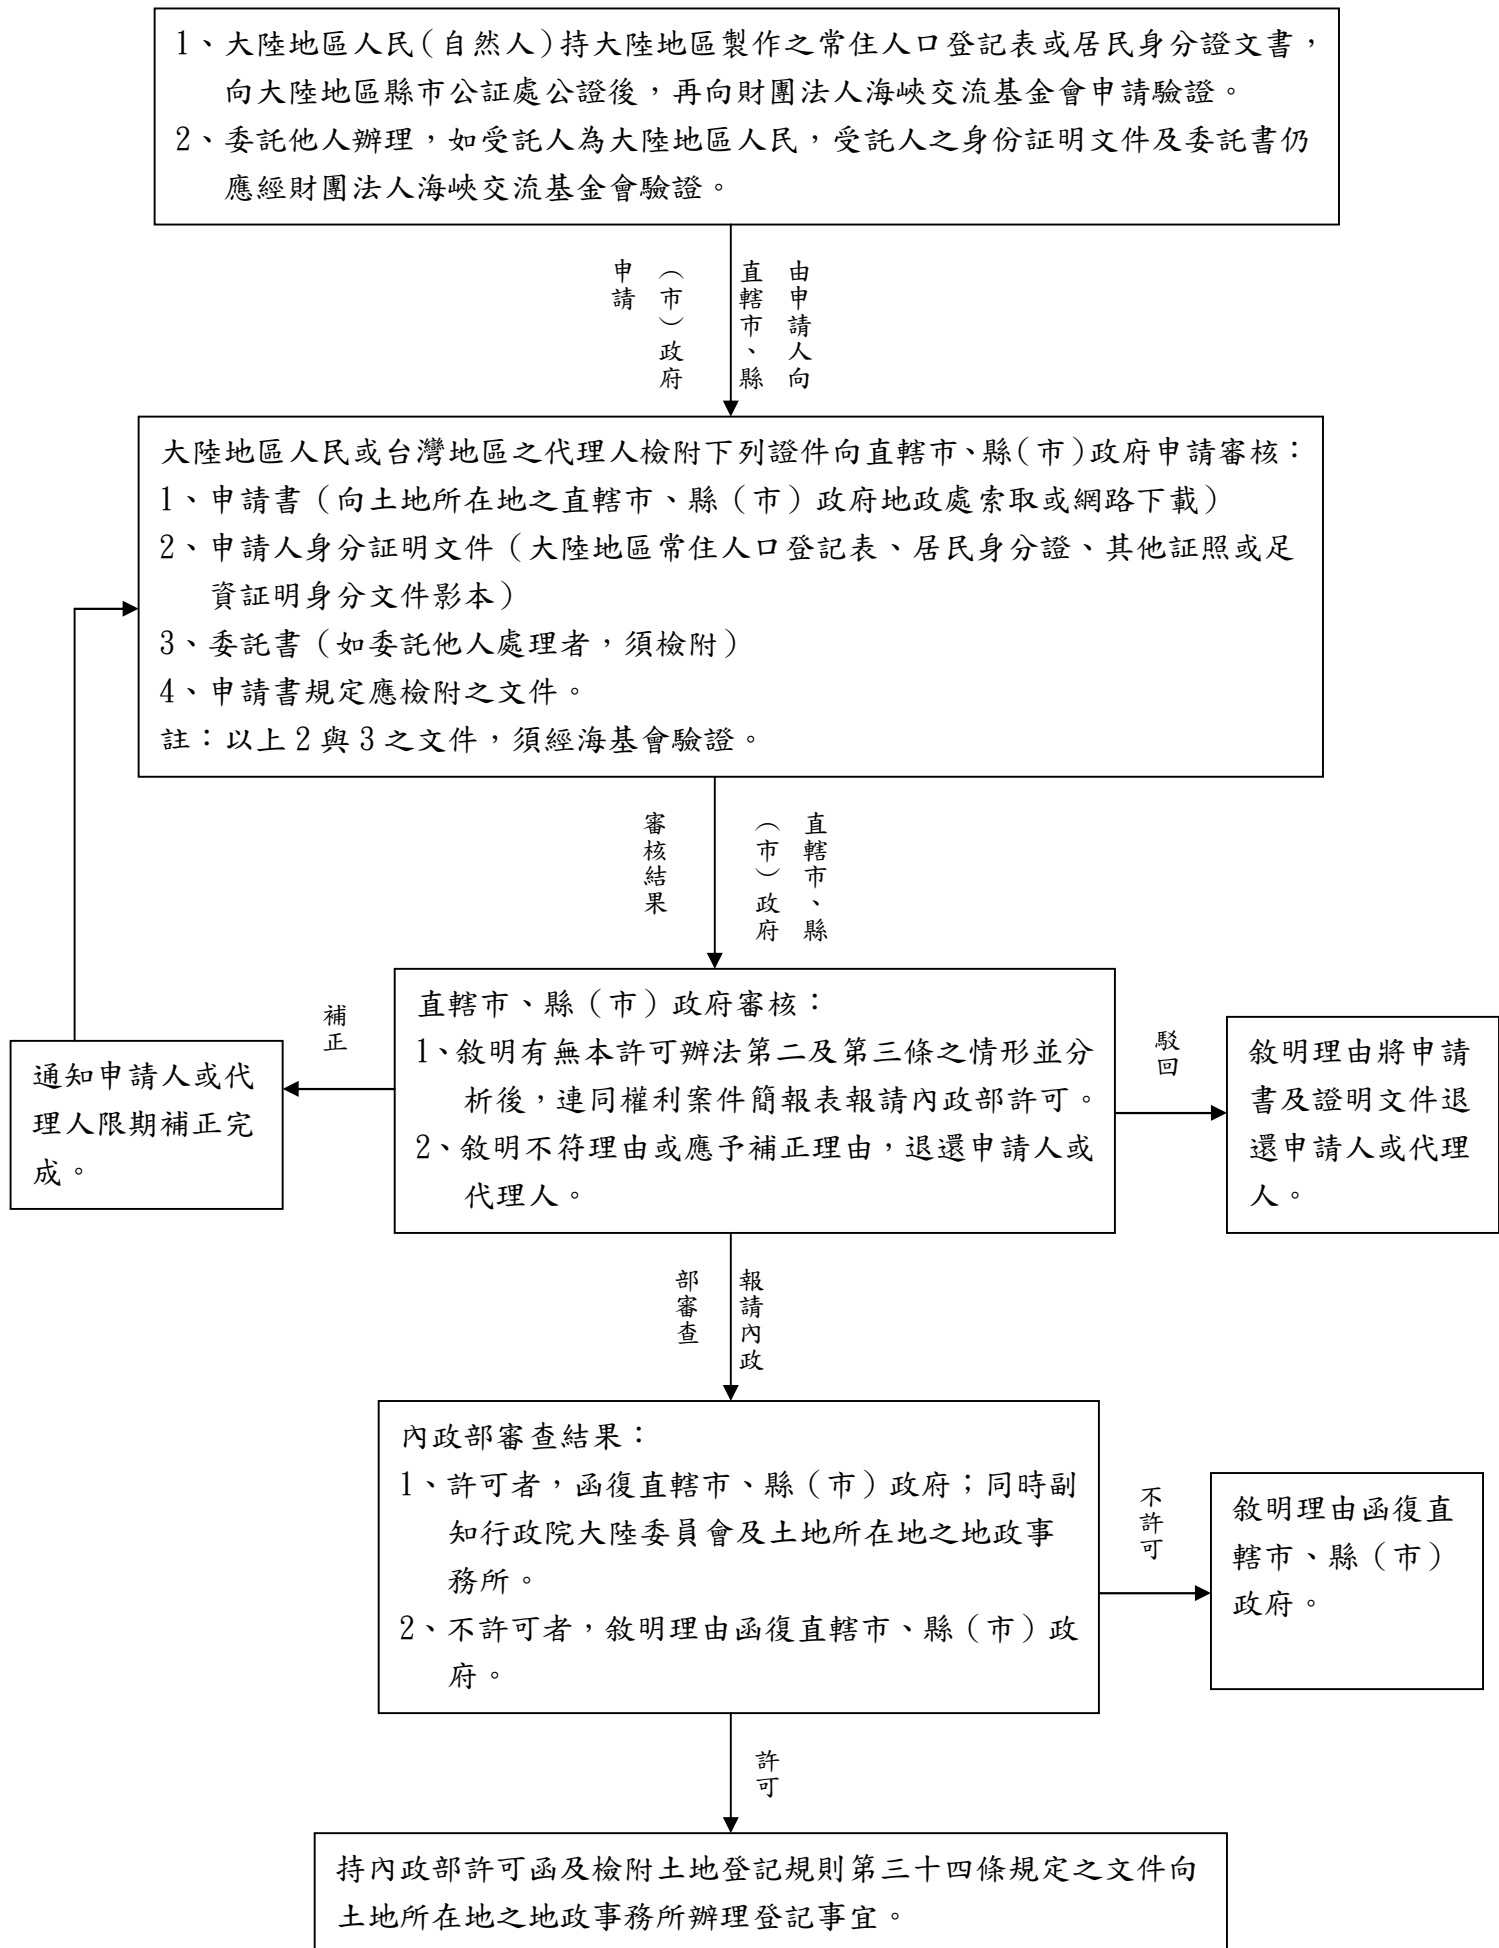 1、大陸地區人民(自然人)持大陸地區製作之常住人口登記表或居民身分證文書，
向大陸地區縣市公証處公證後，再向財團法人海峽交流基金會申請驗證。
2、委託他人辦理，如受託人為大陸地區人民，受託人之身份証明文件及委託書仍
應經財團法人海峽交流基金會驗證。
由申請人向
直轄市、縣
（市）政府
申請
大陸地區人民或台灣地區之代理人檢附下列證件向直轄市、縣(市)政府申請審核：
1、申請書（向土地所在地之直轄市、縣（市）政府地政處索取或網路下載）
2、申請人身分証明文件（大陸地區常住人口登記表、居民身分證、其他証照或足
資証明身分文件影本）
3、委託書（如委託他人處理者，須檢附）
4、申請書規定應檢附之文件。
註：以上2與3之文件，須經海基會驗證。
直轄市、縣
（市）政府
審核結果
直轄市、縣（市）政府審核：
1、敘明有無本許可辦法第二及第三條之情形並分
析後，連同權利案件簡報表報請內政部許可。
2、敘明不符理由或應予補正理由，退還申請人或
代理人。
補正
通知申請人或代
理人限期補正完
成。
駁回
敘明理由將申請
書及證明文件退
還申請人或代理
人。
報請內政
部審查
內政部審查結果：
1、許可者，函復直轄市、縣（市）政府；同時副
知行政院大陸委員會及土地所在地之地政事
務所。
2、不許可者，敘明理由函復直轄市、縣（市）政
府。
不許可
敘明理由函復直
轄市、縣（市）
政府。
許可
持內政部許可函及檢附土地登記規則第三十四條規定之文件向
土地所在地之地政事務所辦理登記事宜。